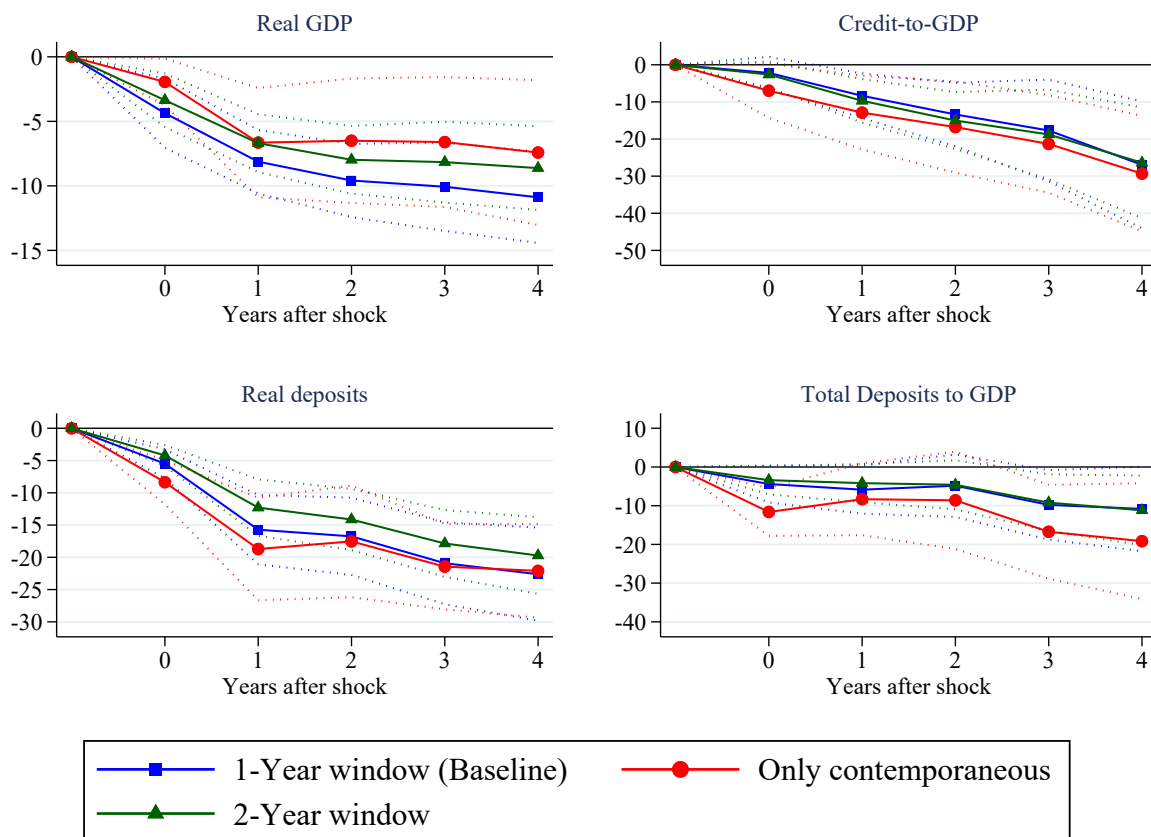 Real GDP
0
-5
-10
-15
0 1 2 3 4
Years after shock
Credit-to-GDP
0
-10
-20
-30
-40
-50
0 1 2 3 4
Years after shock
Real deposits
0
-5
-10
-15
-20
-25
-30
0 1 2 3 4
Years after shock
Total Deposits to GDP
10
0
-10
-20
-30
-40
0 1 2 3 4
Years after shock
1-Year window (Baseline)
Only contemporaneous
2-Year window